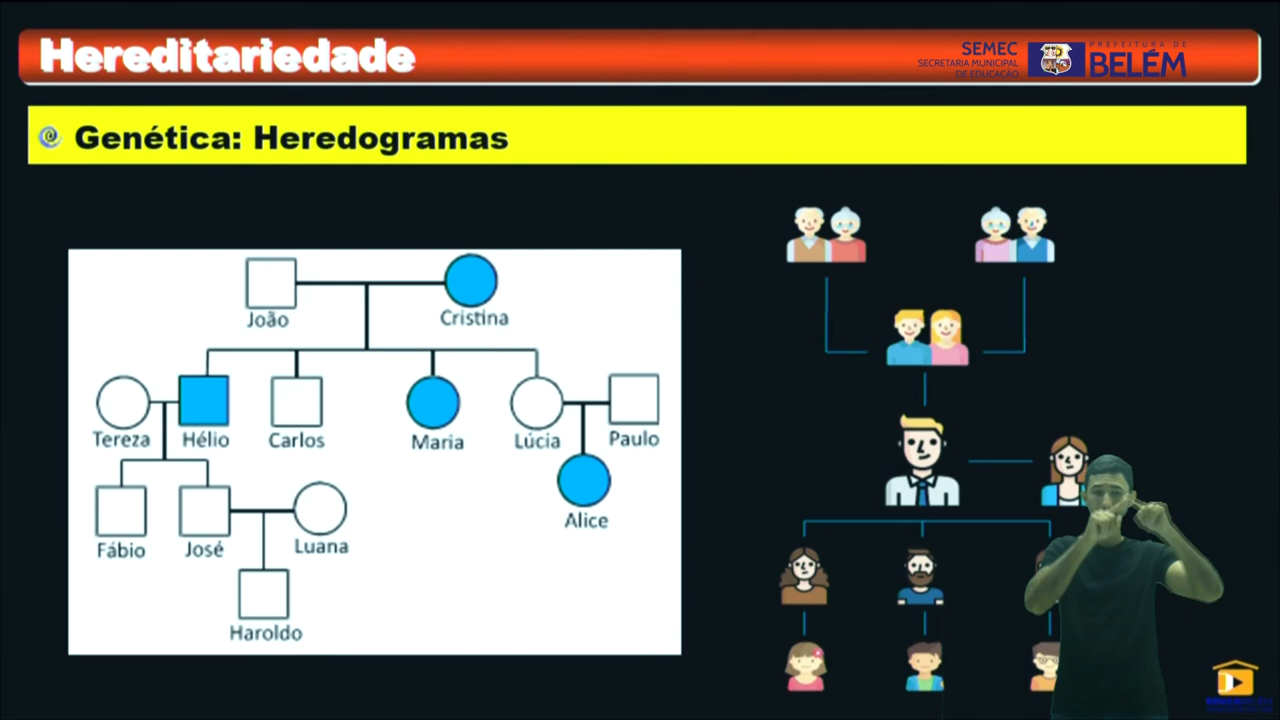 Hereditariedade
SEMEC
SECRETARIA MUNICIPAL
DE EDUCAÇÃO
PREFEITURA DE
BELÉM
Genética: Heredogramas
João
Cristina
Tereza
Hélio
Carlos
Maria
Lúcia
Paulo
Alice
Fábio
José
Luana
Haroldo